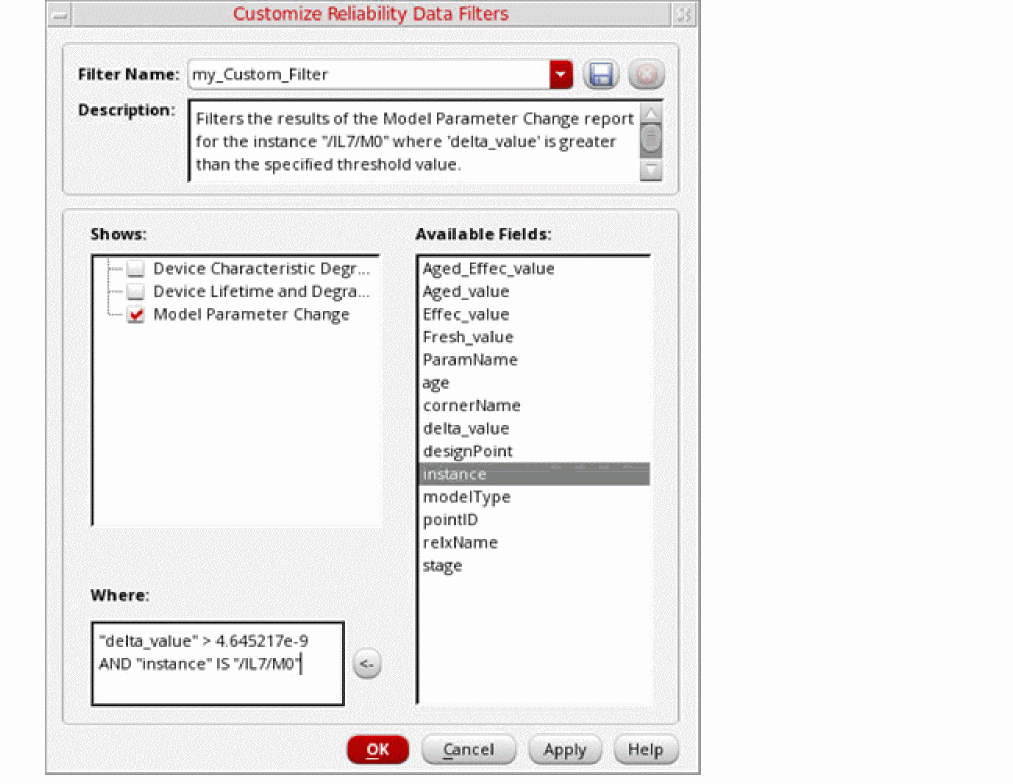 Customize Reliability Data Filters
Filter Name: my_Custom_Filter
Description:
Filters the results of the Model Parameter Change report
for the instance "/IL7/M0" where 'delta_value' is greater
than the specified threshold value.
Shows:
Device Characteristic Degr...
Device Lifetime and Degra...
Model Parameter Change
Available Fields:
Aged_Effec_value
Aged_value
Effec_value
Fresh_value
ParamName
age
cornerName
delta_value
designPoint
instance
modelType
pointID
relxName
stage
Where:
"delta_value" > 4.645217e-9
AND "instance" IS "/IL7/M0"
<-
OK
Cancel
Apply
Help